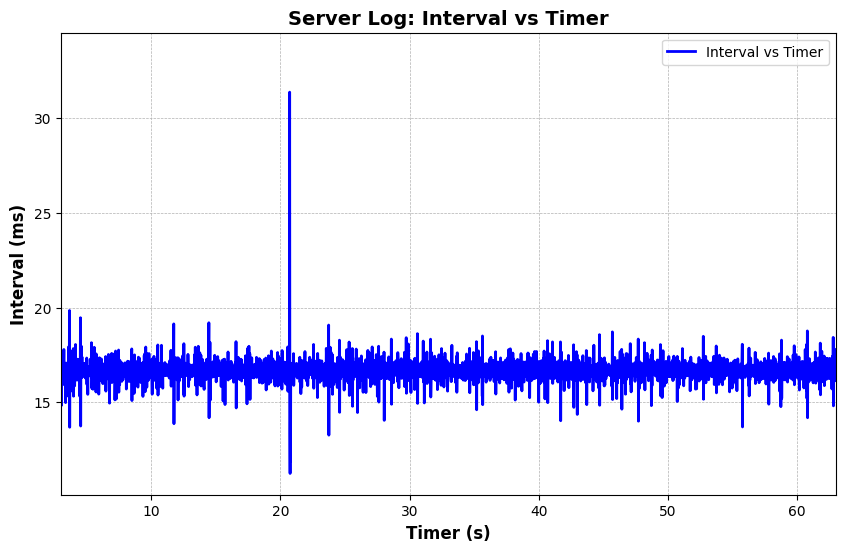 Server Log: Interval vs Timer
Interval vs Timer
30
25
20
15
Interval (ms)
10 20 30 40 50 60
Timer (s)